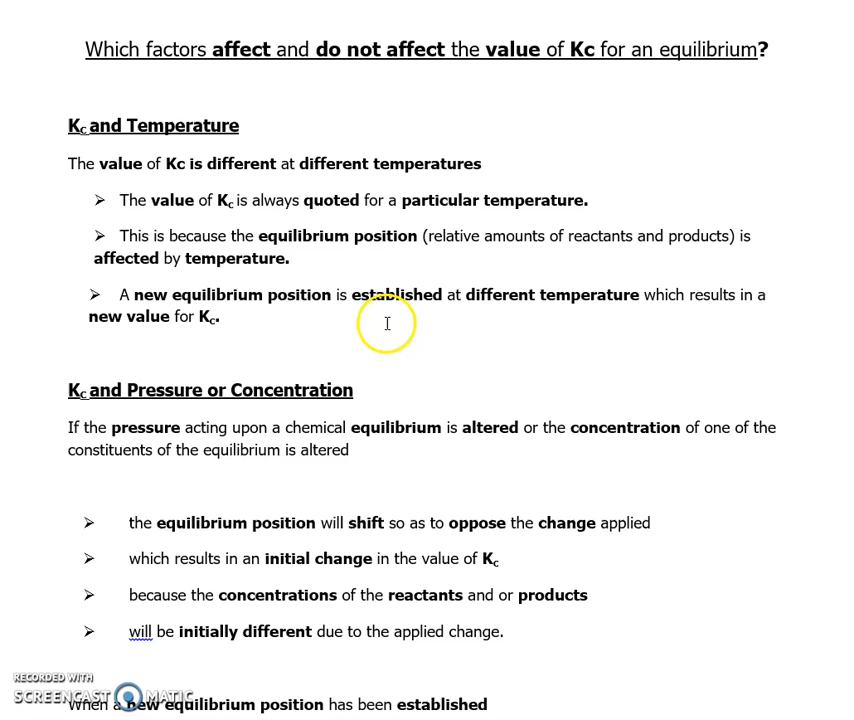 Which factors affect and do not affect the value of Kc for an equilibrium?
Kc and Temperature
The value of Kc is different at different temperatures
➢ The value of Kc is always quoted for a particular temperature.
➢ This is because the equilibrium position (relative amounts of reactants and products) is
affected by temperature.
➢ A new equilibrium position is established at different temperature which results in a
new value for Kc.
Kc and Pressure or Concentration
If the pressure acting upon a chemical equilibrium is altered or the concentration of one of the
constituents of the equilibrium is altered
➢ the equilibrium position will shift so as to oppose the change applied
➢ which results in an initial change in the value of Kc
➢ because the concentrations of the reactants and or products
➢ will be initially different due to the applied change.
RECORDED WITH
SCREENCAST MATIC
When a new equilibrium position has been established